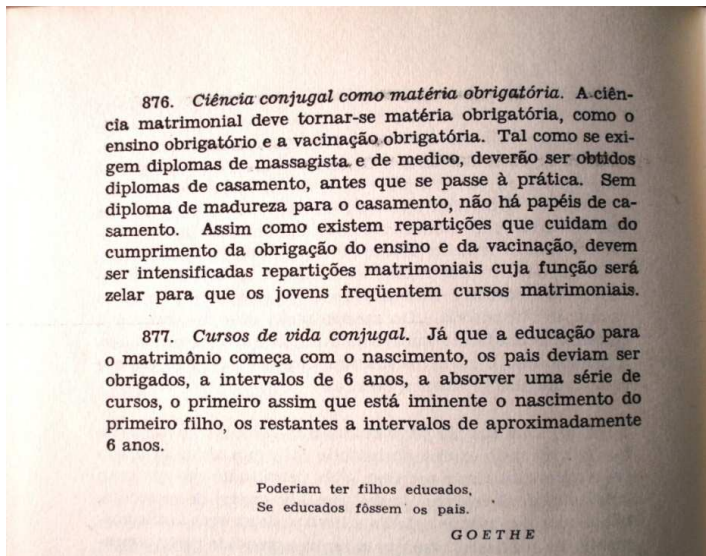 876. Ciência conjugal como matéria obrigatória. A ciên-
cia matrimonial deve tornar-se matéria obrigatória, como o
ensino obrigatório e a vacinação obrigatória. Tal como se exi-
gem diplomas de massagista e de medico, deverão ser obtidos
diplomas de casamento, antes que se passe à prática. Sem
diploma de madureza para o casamento, não há papéis de ca-
samento. Assim como existem repartições que cuidam do
cumprimento da obrigação do ensino e da vacinação, devem
ser intensificadas repartições matrimoniais cuja função será
zelar para que os jovens freqüentem cursos matrimoniais.
877. Cursos de vida conjugal. Já que a educação para
o matrimônio começa com o nascimento, os pais deviam ser
obrigados, a intervalos de 6 anos, a absorver uma série de
cursos, o primeiro assim que está iminente o nascimento do
primeiro filho, os restantes a intervalos de aproximadamente
6 anos.
Poderiam ter filhos educados,
Se educados fôssem os pais.
GOETHE